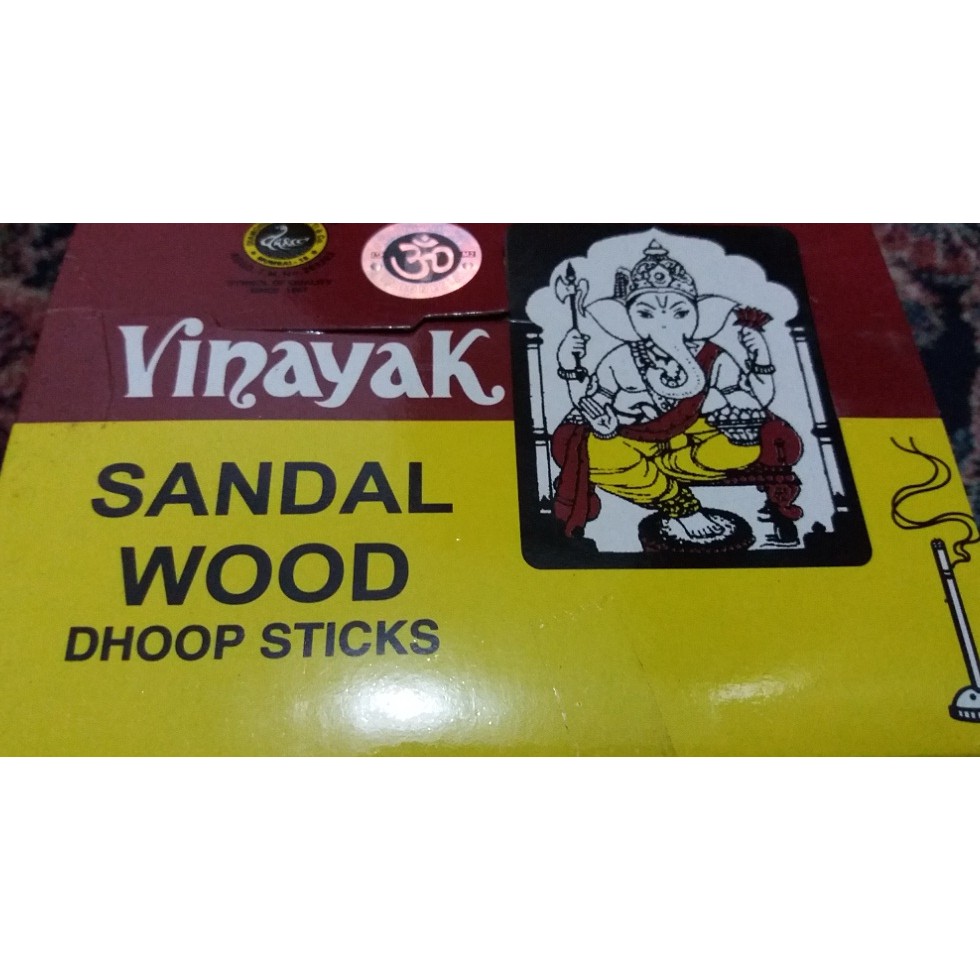 ॐ
Vinayak
SANDAL
WOOD
DHOOP STICKS